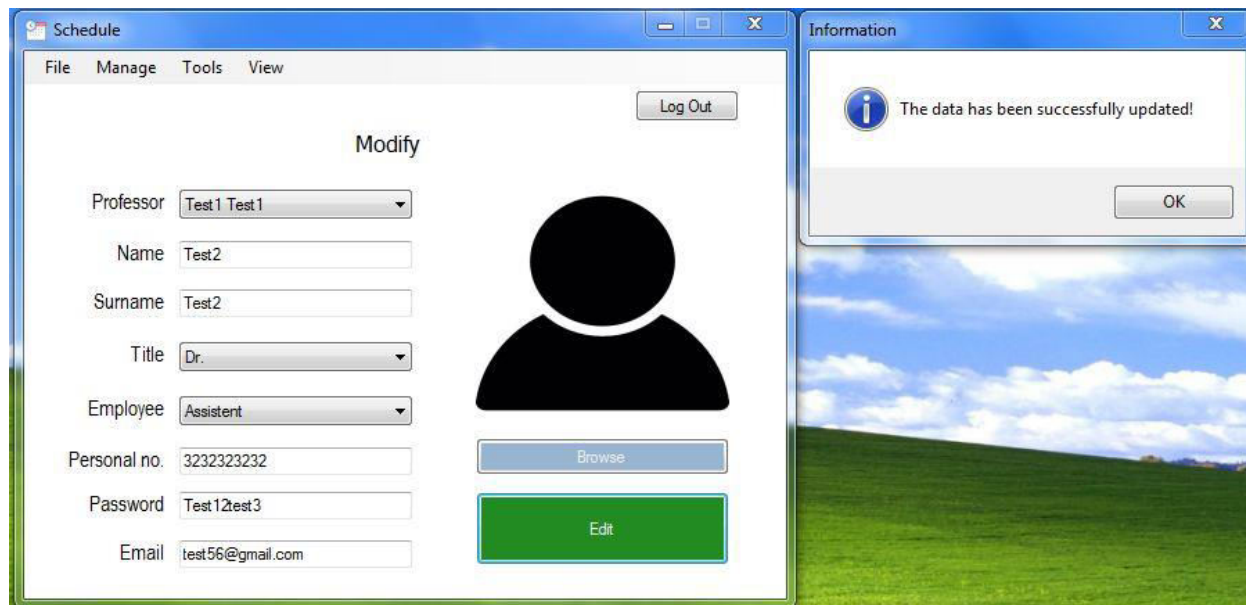 Schedule
File Manage Tools View
Log Out
Modify
Professor Test1 Test1
Name Test2
Surname Test2
Title Dr.
Employee Assistent
Personal no. 3232323232
Password Test12test3
Email test56@gmail.com
Browse
Edit
Information
The data has been successfully updated!
OK